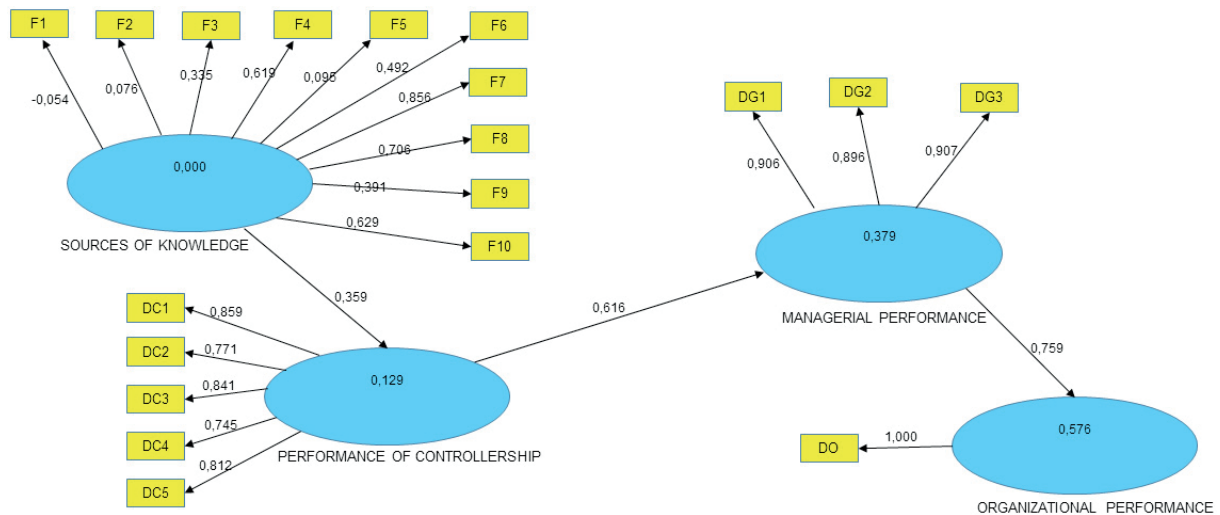 F1
F2
F3
F4
F5
F6
-0,054
0,076
0,335
0,619
0,095
0,492
F7
0,856
F8
0,706
F9
0,391
F10
0,629
0,000
SOURCES OF KNOWLEDGE
0,359
DC1
0,859
DC2
0,771
DC3
0,841
DC4
0,745
DC5
0,812
0,129
PERFORMANCE OF CONTROLLERSHIP
0,616
DG1
DG2
DG3
0,906
0,896
0,907
0,379
MANAGERIAL PERFORMANCE
0,759
DO
1,000
0,576
ORGANIZATIONAL PERFORMANCE